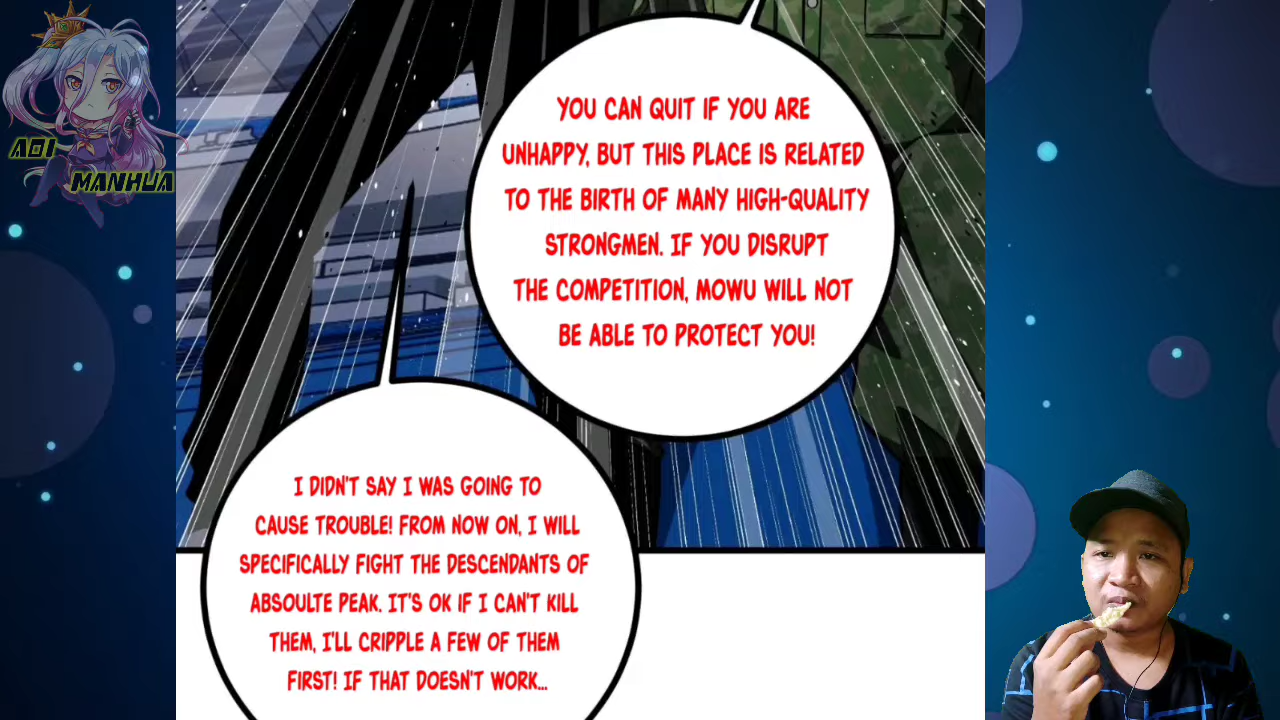 AOI
MANHUA
YOU CAN QUIT IF YOU ARE
UNHAPPY, BUT THIS PLACE IS RELATED
TO THE BIRTH OF MANY HIGH-QUALITY
STRONGMEN. IF YOU DISRUPT
THE COMPETITION, MOWU WILL NOT
BE ABLE TO PROTECT YOU!
I DIDN'T SAY I WAS GOING TO
CAUSE TROUBLE! FROM NOW ON, I WILL
SPECIFICALLY FIGHT THE DESCENDANTS OF
ABSOULTE PEAK. IT'S OK IF I CAN'T KILL
THEM, I'LL CRIPPLE A FEW OF THEM
FIRST! IF THAT DOESN'T WORK...